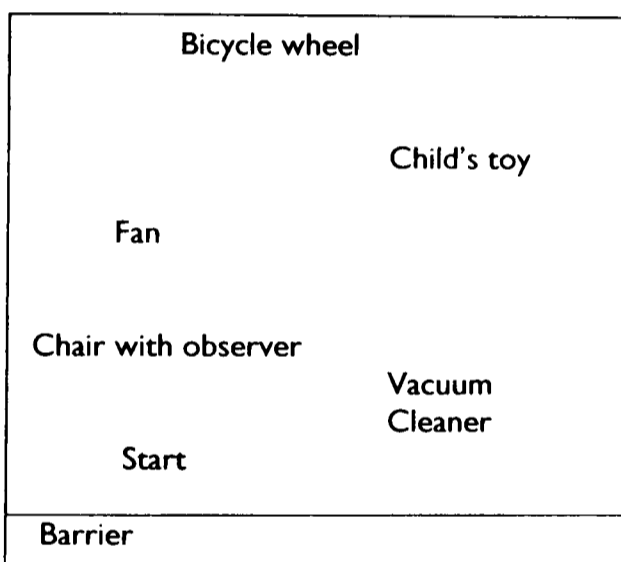 Bicycle wheel
Child's toy
Fan
Chair with observer
Vacuum
Cleaner
Start
Barrier